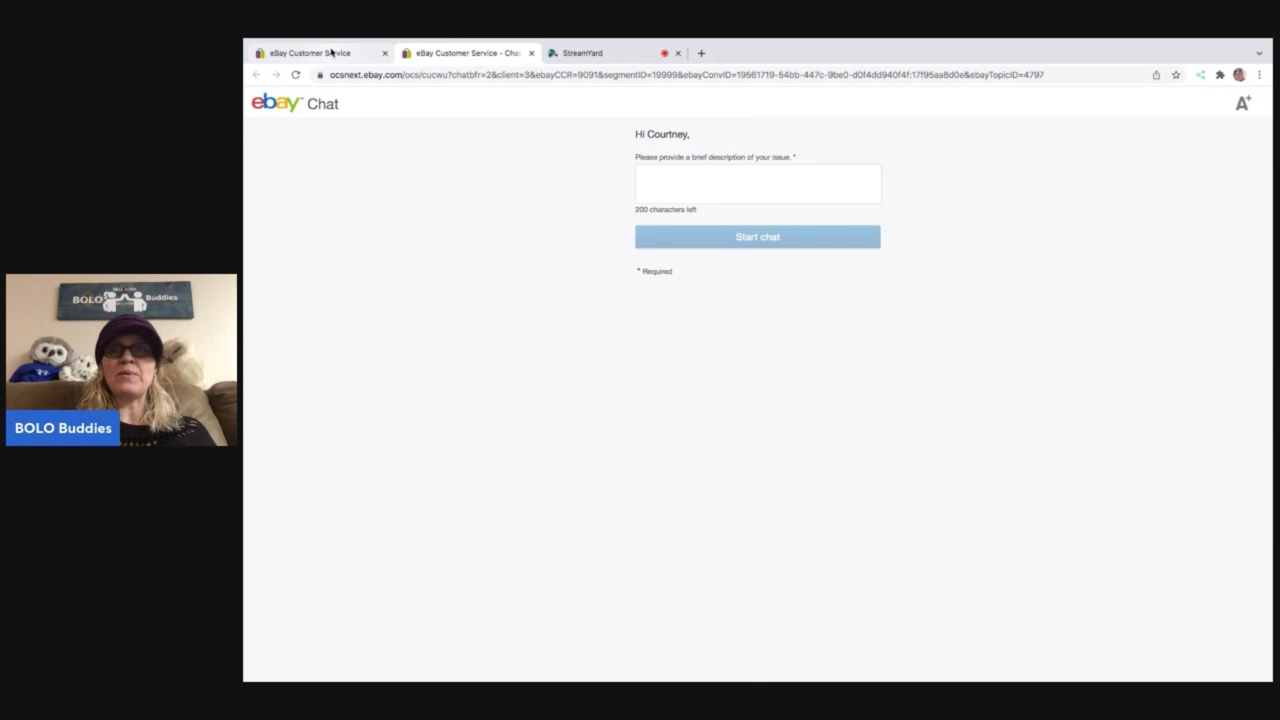 eBay Customer Service
eBay Customer Service - Chat
StreamYard
ocsnext.ebay.com/ocs/cucwu?chatbfr=2&client=3&ebayCCR=9091&segmentID=19999&ebayConvID=19561719-54bb-447c-9be0-d0f4dd940f4f:17f95aa8d0e&ebayTopicID=4797
ebay Chat
A+
Hi Courtney,
Please provide a brief description of your issue. *
200 characters left
Start chat
* Required
BOLO Buddies
BOLO Buddies